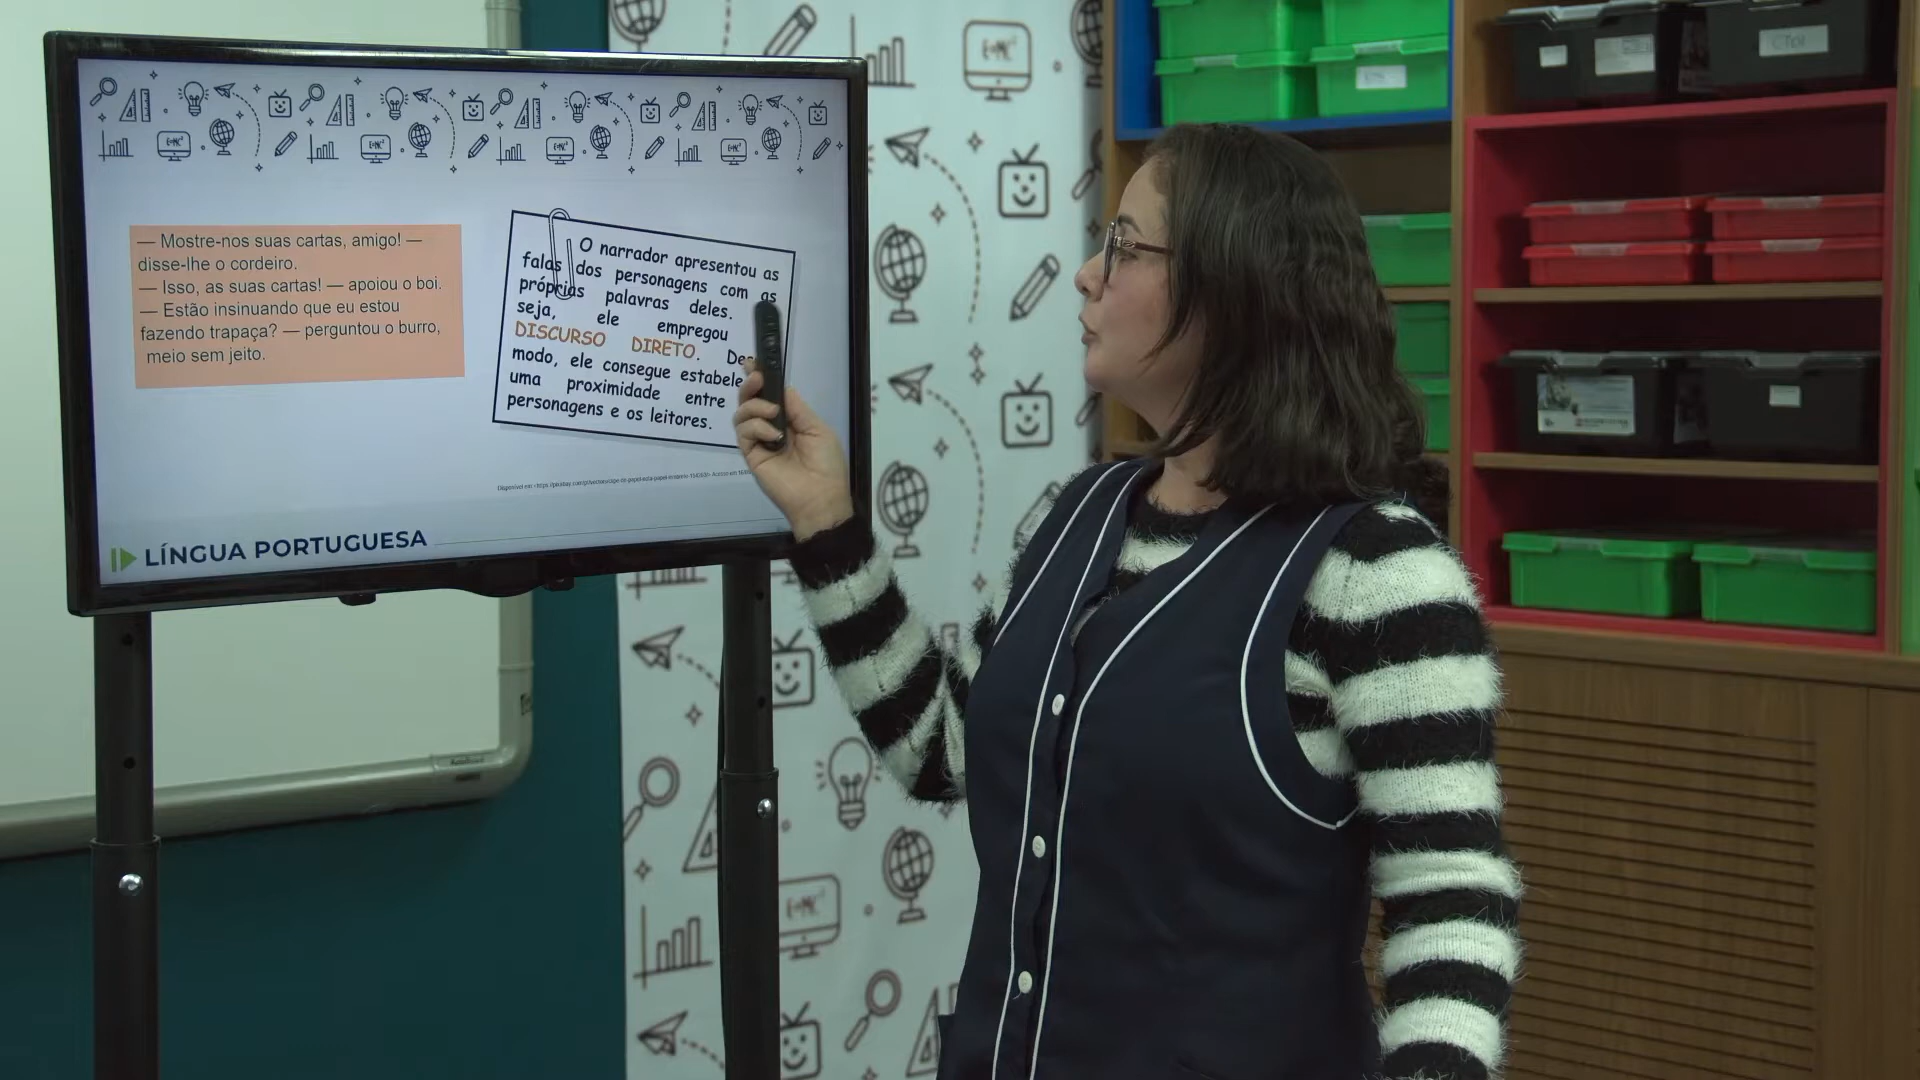 — Mostre-nos suas cartas, amigo! —
disse-lhe o cordeiro.
— Isso, as suas cartas! — apoiou o boi.
— Estão insinuando que eu estou
fazendo trapaça? — perguntou o burro,
meio sem jeito.
O narrador apresentou as
falas dos personagens com as
próprias palavras deles.
seja, ele empregou
DISCURSO DIRETO.
modo, ele consegue
uma proximidade entre
personagens e os leitores.
LÍNGUA PORTUGUESA